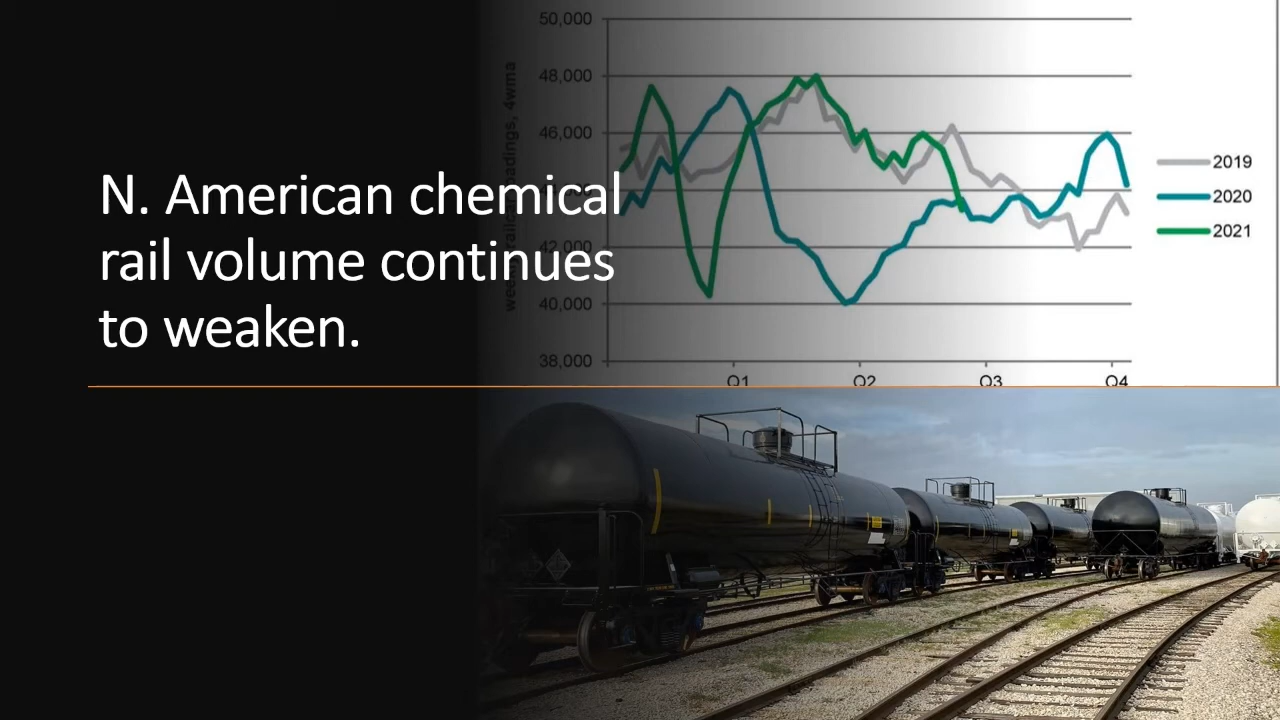 N. American chemical
rail volume continues
to weaken.
50,000
48,000
46,000
42,000
40,000
38,000
Q1
Q2
Q3
Q4
2019
2020
2021